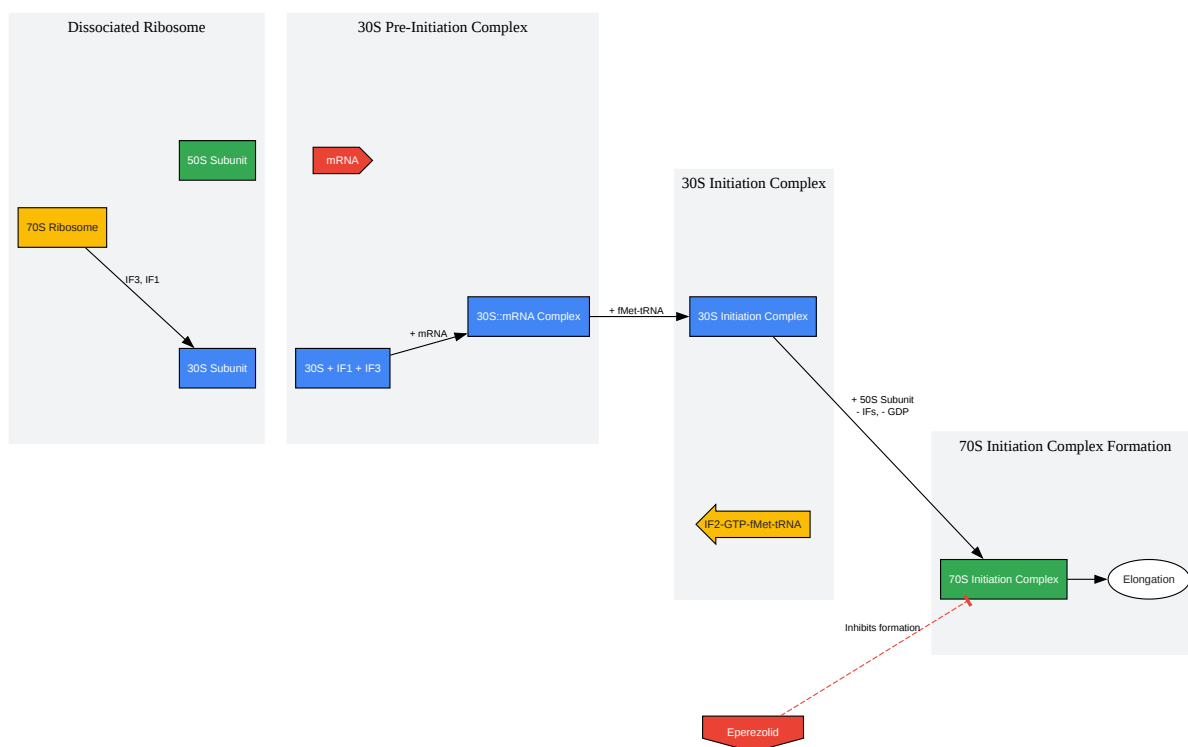 Dissociated Ribosome
30S Pre-Initiation Complex
50S Subunit
mRNA
30S Initiation Complex
70S Ribosome
IF3, IF1
30S::mRNA Complex
+ fMet-tRNA
30S Initiation Complex
+ mRNA
30S Subunit
30S + IF1 + IF3
+ 50S Subunit
- IFs, - GDP
70S Initiation Complex Formation
IF2-GTP-fMet-tRNA
70S Initiation Complex
Elongation
Inhibits formation
Eperezolid